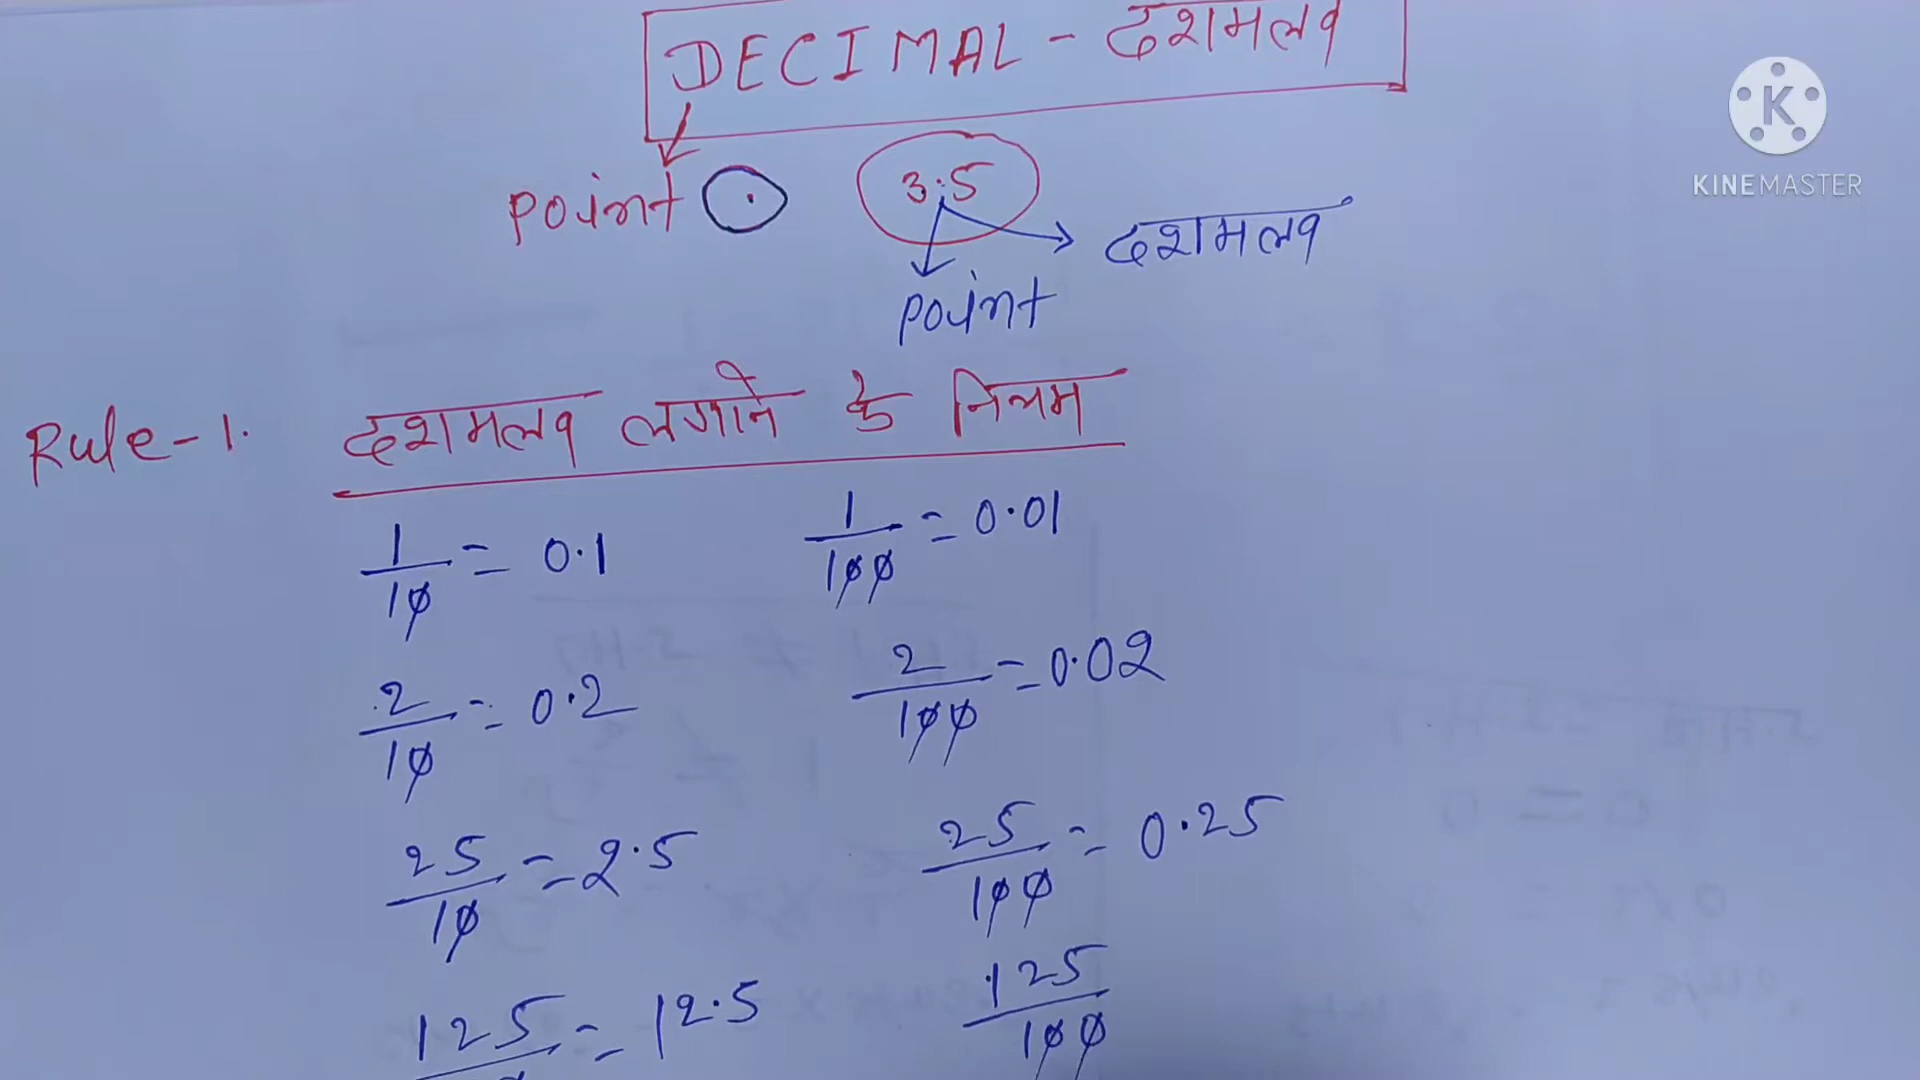 DECIMAL - दशमलव
KINEMASTER
point . 3.5
दशमलव
point
Rule-1. दशमलव लगाने के नियम
1/10 = 0.1 1/100 = 0.01
2/10 = 0.2 2/100 = 0.02
25/10 = 2.5 25/100 = 0.25
125 = 12.5 125/100